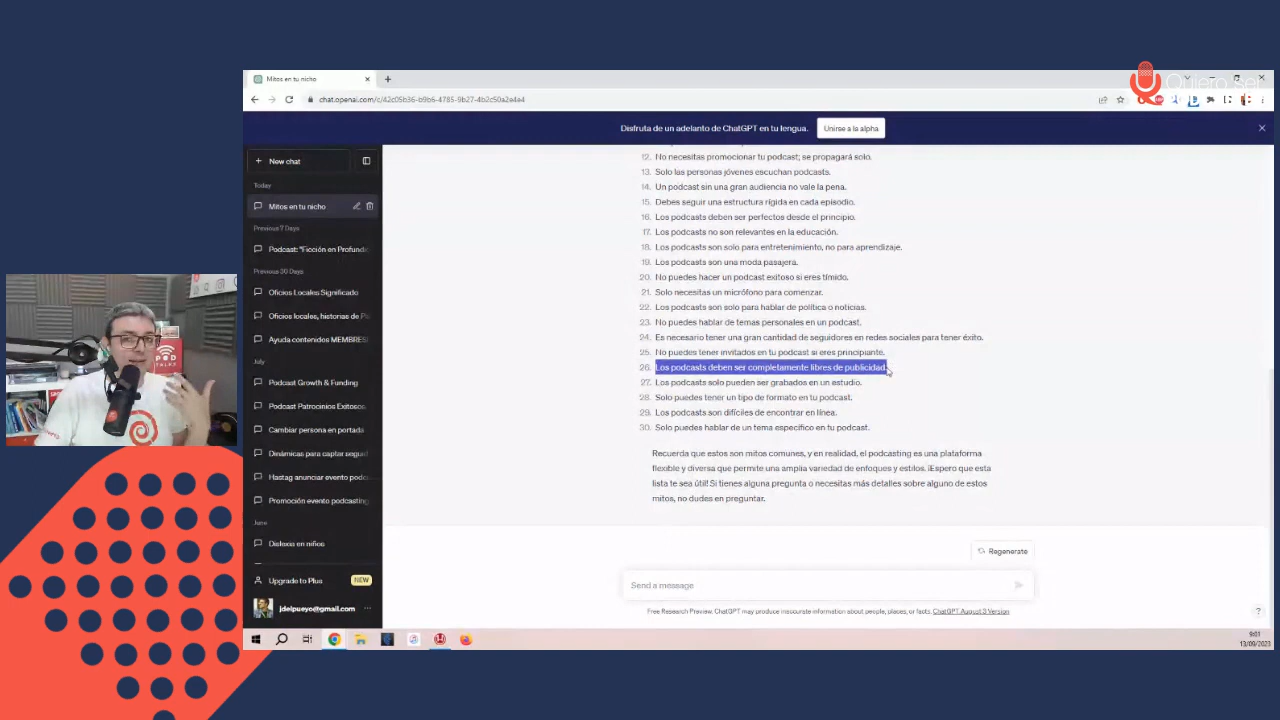 Quiero ser
Mitos en tu nicho
chat.openai.com/c/42c05b36-b9b6-4785-9b27-4b2c50a2e4e4
Disfruta de un adelanto de ChatGPT en tu lengua.
Unirse a la alpha
New chat
Today
Mitos en tu nicho
Previous 7 Days
Podcast: "Ficción en Profund
Previous 30 Days
Oficios Locales Significado
Oficios locales, historias de Pa
Ayuda contenidos MEMBRES
July
Podcast Growth & Funding
Podcast Patrocinios Exitosos
Cambiar persona en portada
Dinámicas para captar segui
Hastag anunciar evento podc
Promoción evento podcasting
June
Dislexia en niños
Upgrade to Plus
NEW
jdelpueyo@gmail.com
12. No necesitas promocionar tu podcast; se propagará solo.
13. Solo las personas jóvenes escuchan podcasts.
14. Un podcast sin una gran audiencia no vale la pena.
15. Debes seguir una estructura rígida en cada episodio.
16. Los podcasts deben ser perfectos desde el principio.
17. Los podcasts no son relevantes en la educación.
18. Los podcasts son solo para entretenimiento, no para aprendizaje.
19. Los podcasts son una moda pasajera.
20. No puedes hacer un podcast exitoso si eres tímido.
21. Solo necesitas un micrófono para comenzar.
22. Los podcasts son solo para hablar de política o noticias.
23. No puedes hablar de temas personales en un podcast.
24. Es necesario tener una gran cantidad de seguidores en redes sociales para tener éxito.
25. No puedes tener invitados en tu podcast si eres principiante.
26. Los podcasts deben ser completamente libres de publicidad.
27. Los podcasts solo pueden ser grabados en un estudio.
28. Solo puedes tener un tipo de formato en tu podcast.
29. Los podcasts son difíciles de encontrar en línea.
30. Solo puedes hablar de un tema específico en tu podcast.
Recuerda que estos son mitos comunes, y en realidad, el podcasting es una plataforma
flexible y diversa que permite una amplia variedad de enfoques y estilos. ¡Espero que esta
lista te sea útil! Si tienes alguna pregunta o necesitas más detalles sobre alguno de estos
mitos, no dudes en preguntar.
Regenerate
Send a message
Free Research Preview. ChatGPT may produce inaccurate information about people, places, or facts. ChatGPT August 3 Version
?
9:01
13/09/2023
POD
TALKS